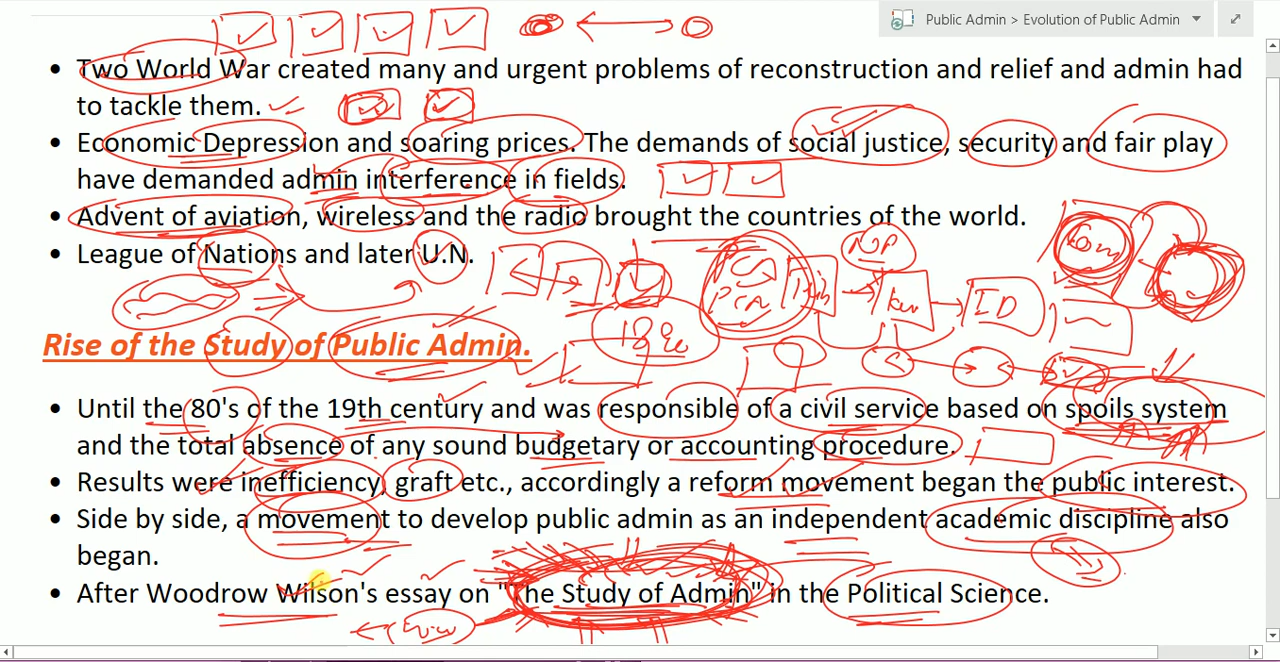 Public Admin > Evolution of Public Admin
• Two World War created many and urgent problems of reconstruction and relief and admin had
to tackle them.
• Economic Depression and soaring prices. The demands of social justice, security and fair play
have demanded admin interference in fields.
• Advent of aviation, wireless and the radio brought the countries of the world.
• League of Nations and later U.N.
ID
Rise of the Study of Public Admin.
• Until the 80's of the 19th century and was responsible of a civil service based on spoils system
and the total absence of any sound budgetary or accounting procedure.
• Results were inefficiency, graft etc., accordingly a reform movement began the public interest.
• Side by side, a movement to develop public admin as an independent academic discipline also
began.
• After Woodrow Wilson's essay on "The Study of Admin" in the Political Science.